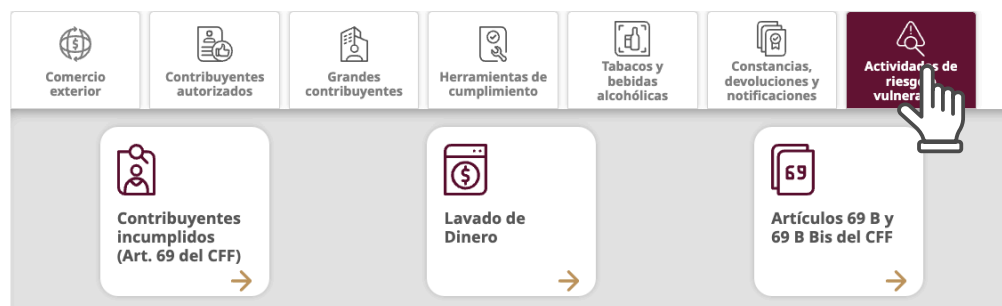 Comercio
exterior
Contribuyentes
autorizados
Grandes
contribuyentes
Herramientas de
cumplimiento
Tabacos y
bebidas
alcohólicas
Constancias,
devoluciones y
notificaciones
Actividades de
69
Contribuyentes
incumplidos
(Art. 69 del CFF)
Lavado de
Dinero
Artículos 69 B y
69 B Bis del CFF